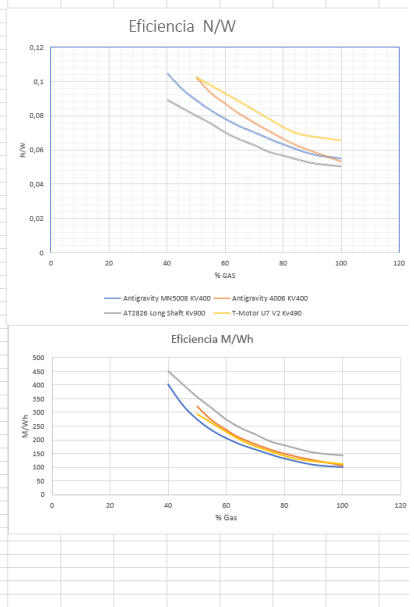 Eficiencia N/W
0,12
0,1
0,08
0,06
0,04
0,02
0
N/W
0 20 40 60 80 100 120
% GAS
Antigravity MN5008 KV400 Antigravity 4006 KV400
AT2826 Long Shaft Kv900 T-Motor U7 V2 Kv490
Eficiencia M/Wh
500
450
400
350
300
250
200
150
100
50
0
M/Wh
0 20 40 60 80 100 120
% Gas